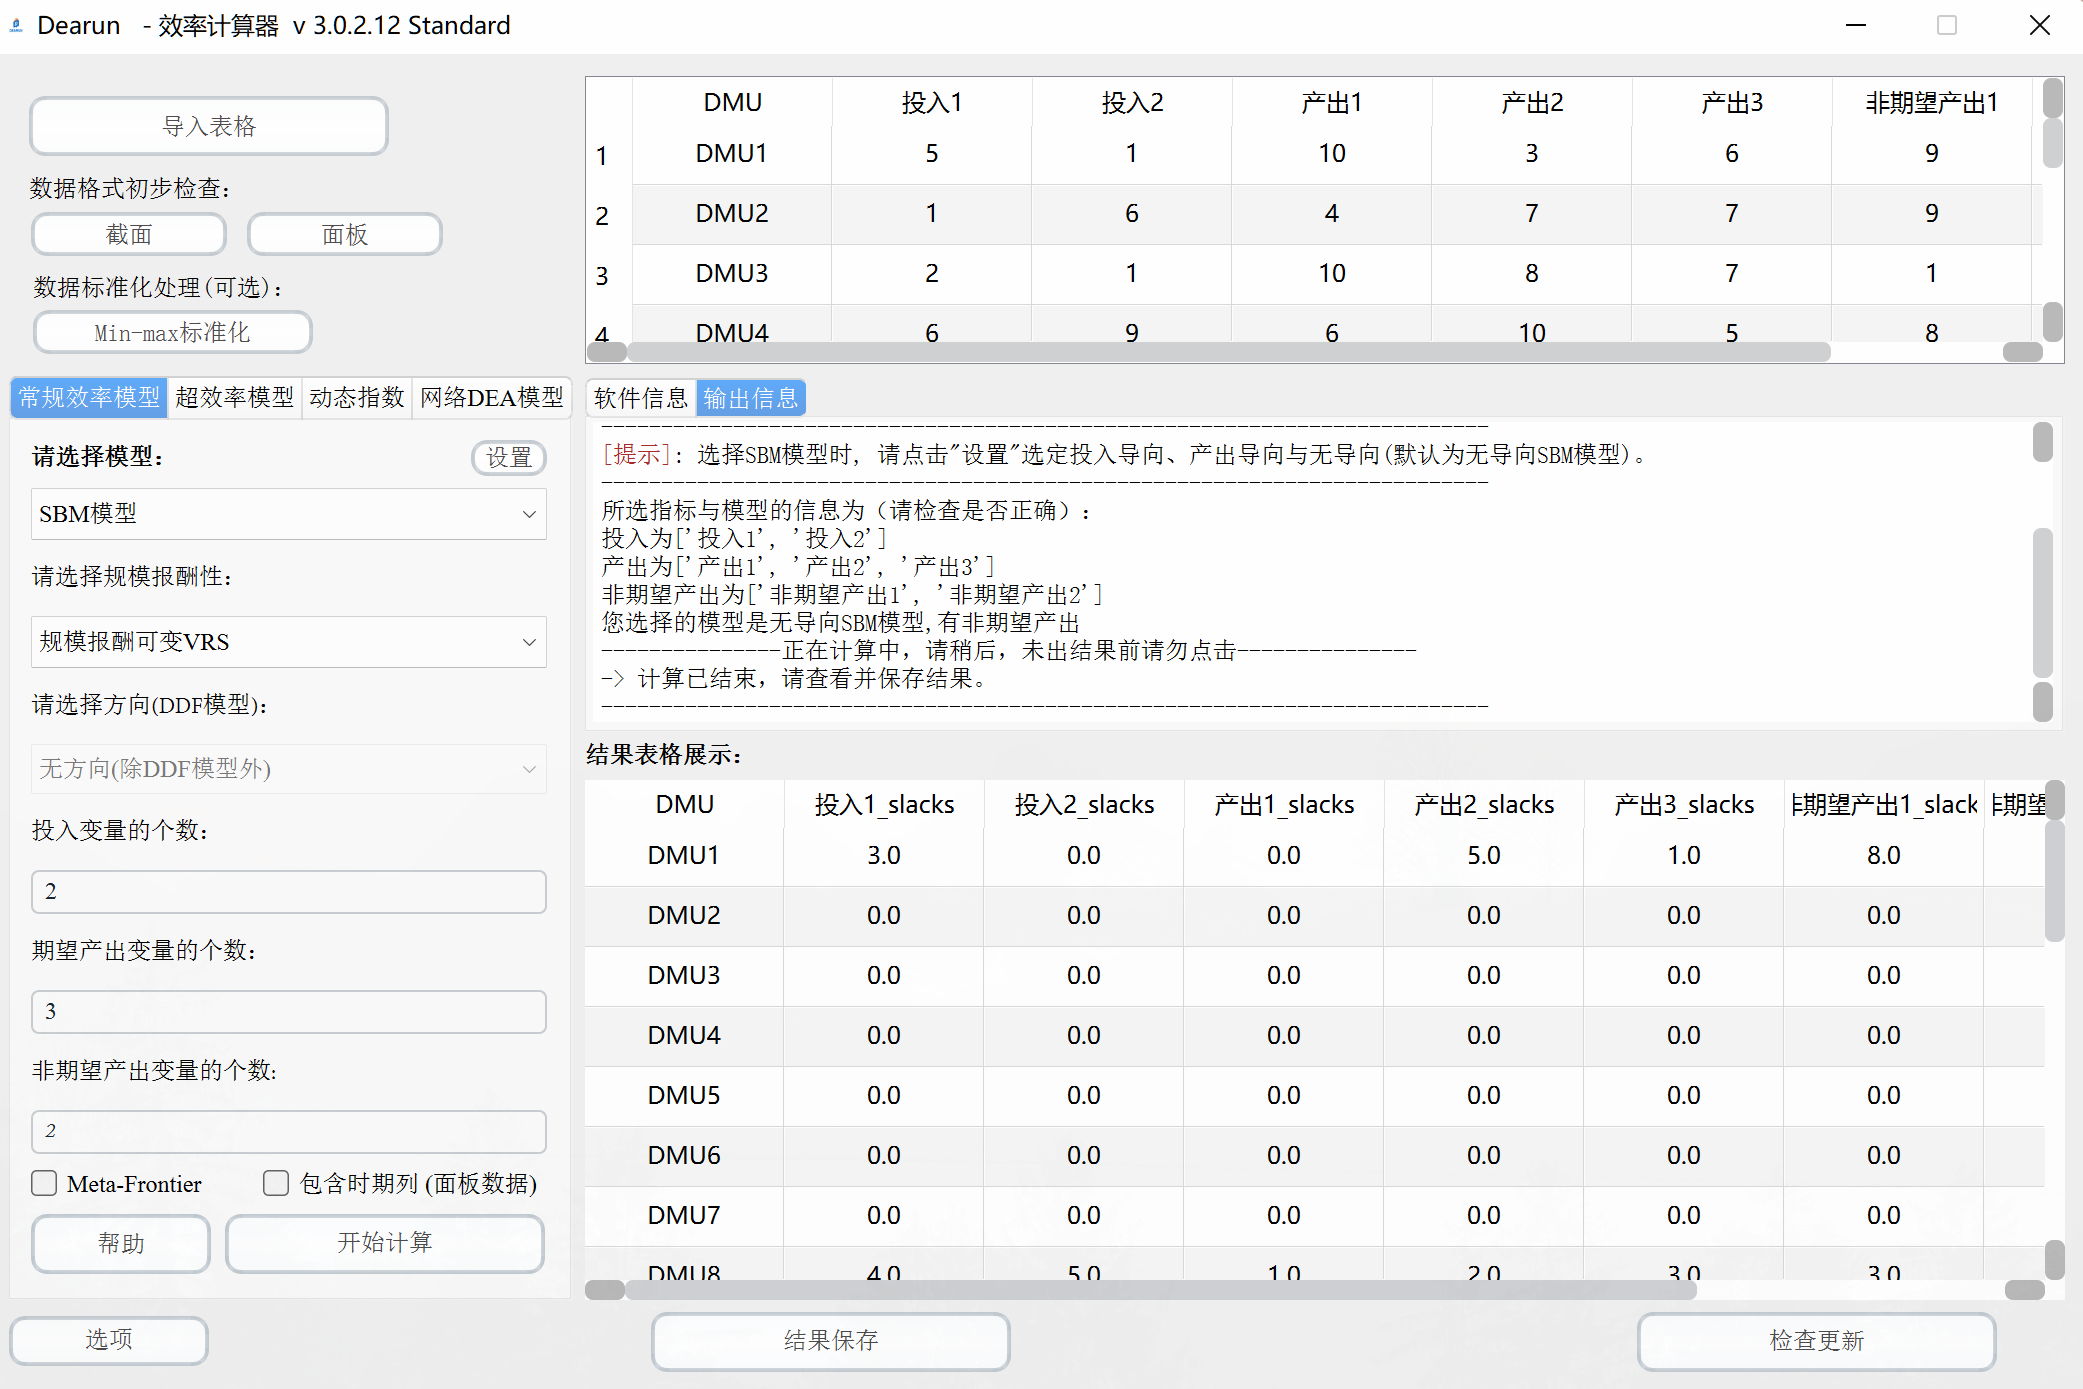 Dearun - 效率计算器 v 3.0.2.12 Standard
导入表格
数据格式初步检查：
截面 面板
数据标准化处理(可选)：
Min-max标准化
DMU 投入1 投入2 产出1 产出2 产出3 非期望产出1
1 DMU1 5 1 10 3 6 9
2 DMU2 1 6 4 7 7 9
3 DMU3 2 1 10 8 7 1
4 DMU4 6 9 6 10 5 8
常规效率模型 超效率模型 动态指数 网络DEA模型
请选择模型： 设置
SBM模型
请选择规模报酬性：
规模报酬可变VRS
请选择方向(DDF模型)：
无方向(除DDF模型外)
投入变量的个数：
2
期望产出变量的个数：
3
非期望产出变量的个数:
2
Meta-Frontier 包含时期列 (面板数据)
帮助 开始计算
选项
软件信息 输出信息
--------------------------------------------------------------------------
[提示]: 选择SBM模型时, 请点击"设置"选定投入导向、产出导向与无导向(默认为无导向SBM模型)。
--------------------------------------------------------------------------
所选指标与模型的信息为（请检查是否正确）：
投入为['投入1', '投入2']
产出为['产出1', '产出2', '产出3']
非期望产出为['非期望产出1', '非期望产出2']
您选择的模型是无导向SBM模型,有非期望产出
---------------正在计算中，请稍后，未出结果前请勿点击---------------
-> 计算已结束，请查看并保存结果。
--------------------------------------------------------------------------
结果表格展示：
DMU 投入1_slacks 投入2_slacks 产出1_slacks 产出2_slacks 产出3_slacks 非期望产出1_slack 非期望
DMU1 3.0 0.0 0.0 5.0 1.0 8.0
DMU2 0.0 0.0 0.0 0.0 0.0 0.0
DMU3 0.0 0.0 0.0 0.0 0.0 0.0
DMU4 0.0 0.0 0.0 0.0 0.0 0.0
DMU5 0.0 0.0 0.0 0.0 0.0 0.0
DMU6 0.0 0.0 0.0 0.0 0.0 0.0
DMU7 0.0 0.0 0.0 0.0 0.0 0.0
DMU8 4.0 5.0 1.0 2.0 3.0 3.0
结果保存 检查更新